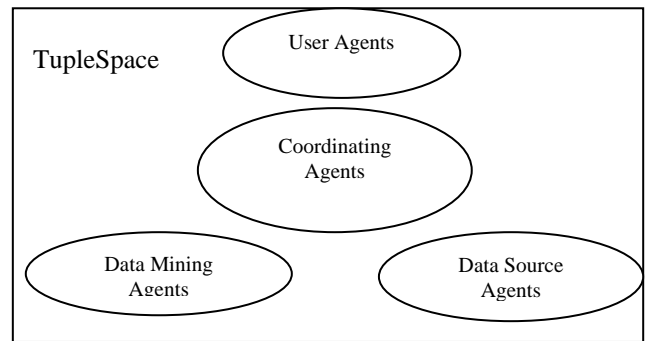 User Agents
TupleSpace
Coordinating
Agents
Data Mining
Agents
Data Source
Agents